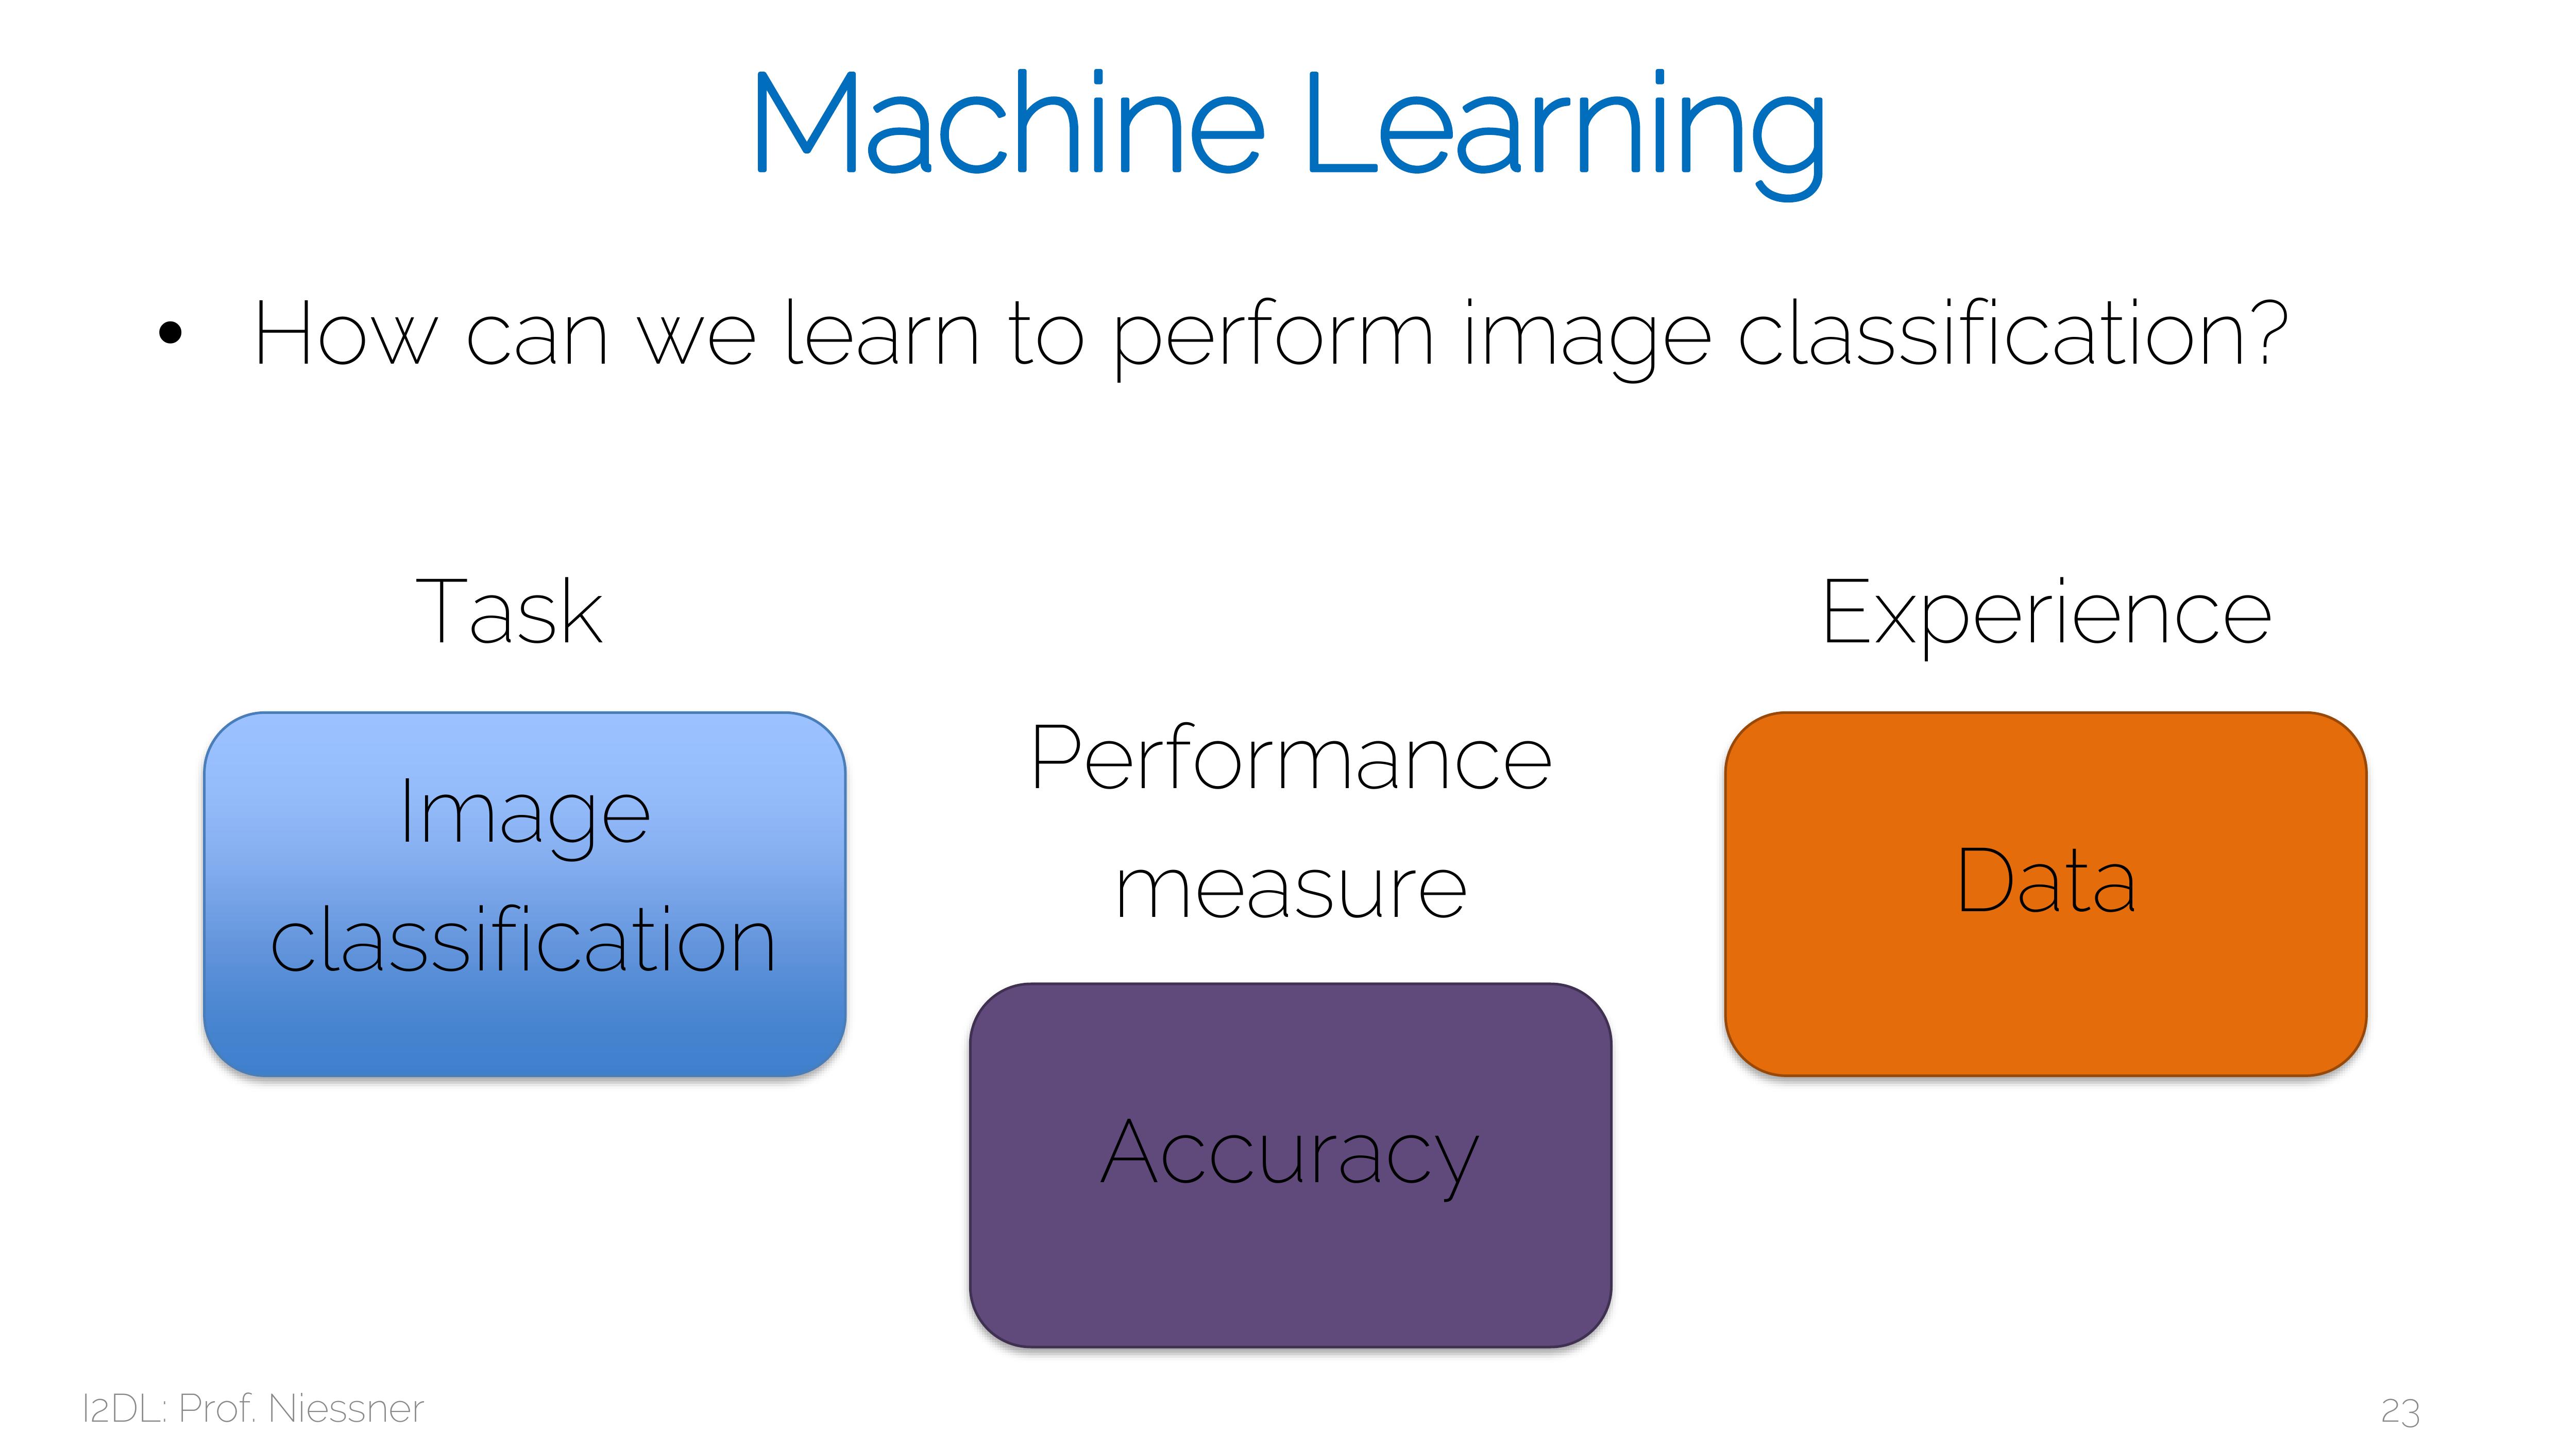 Machine Learning
• How can we learn to perform image classification?
Task
Image
classification
Performance
measure
Accuracy
Experience
Data
I2DL: Prof. Niessner
23